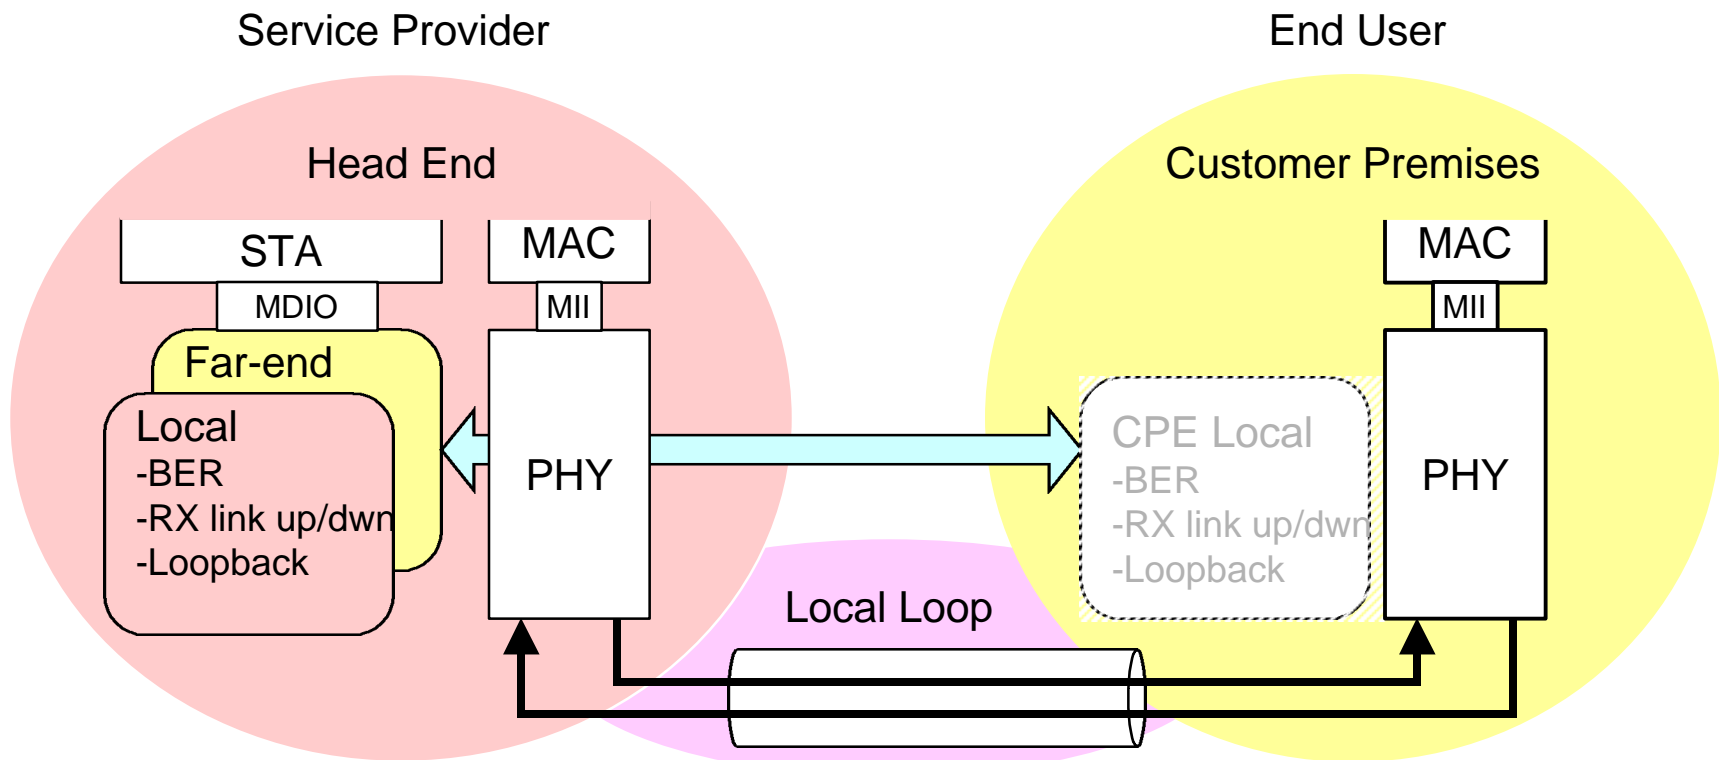 Service Provider
End User
Head End
Customer Premises
STA
MAC
MAC
MDIO
MII
MII
Far-end
Local
-BER
-RX link up/dwn
-Loopback
PHY
CPE Local
-BER
-RX link up/dwn
-Loopback
PHY
Local Loop